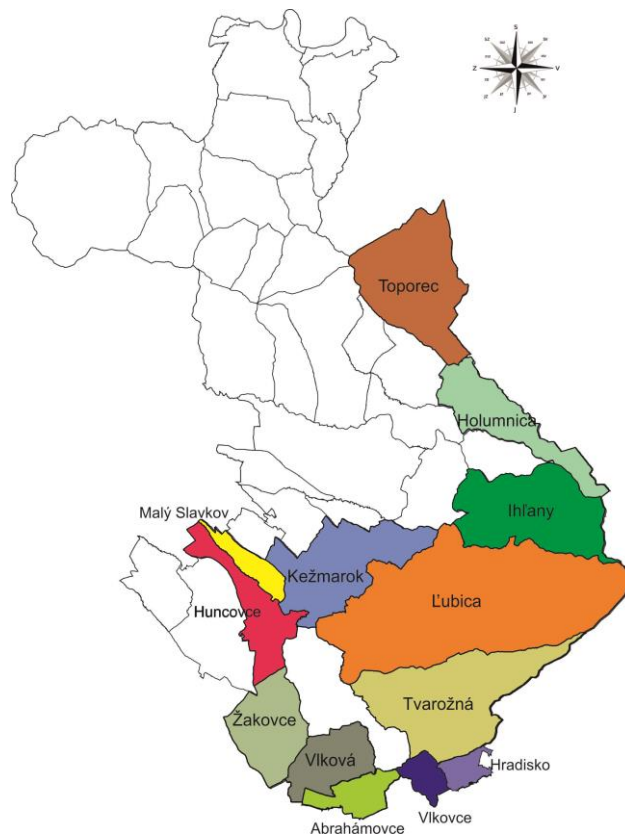 S
Z
V
J
Toporec
Holumnica
Ihľany
Malý Slavkov
Kežmarok
Huncovce
Ľubica
Žakovce
Tvarožná
Vlková
Hradisko
Vlkovce
Abrahámovce